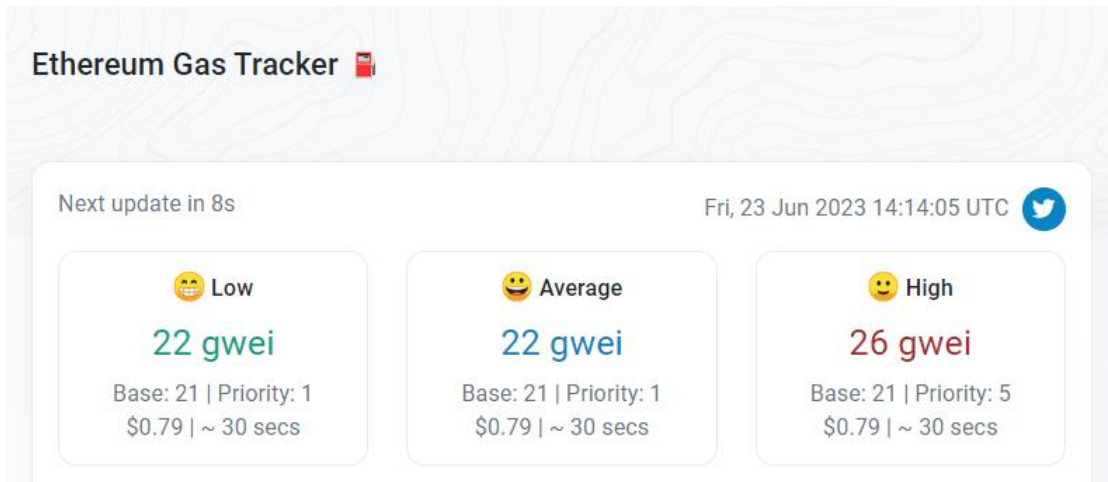 Ethereum Gas Tracker ⛽
Next update in 8s
Fri, 23 Jun 2023 14:14:05 UTC
😁 Low
22 gwei
Base: 21 | Priority: 1
$0.79 | ~ 30 secs
😀 Average
22 gwei
Base: 21 | Priority: 1
$0.79 | ~ 30 secs
🙂 High
26 gwei
Base: 21 | Priority: 5
$0.79 | ~ 30 secs